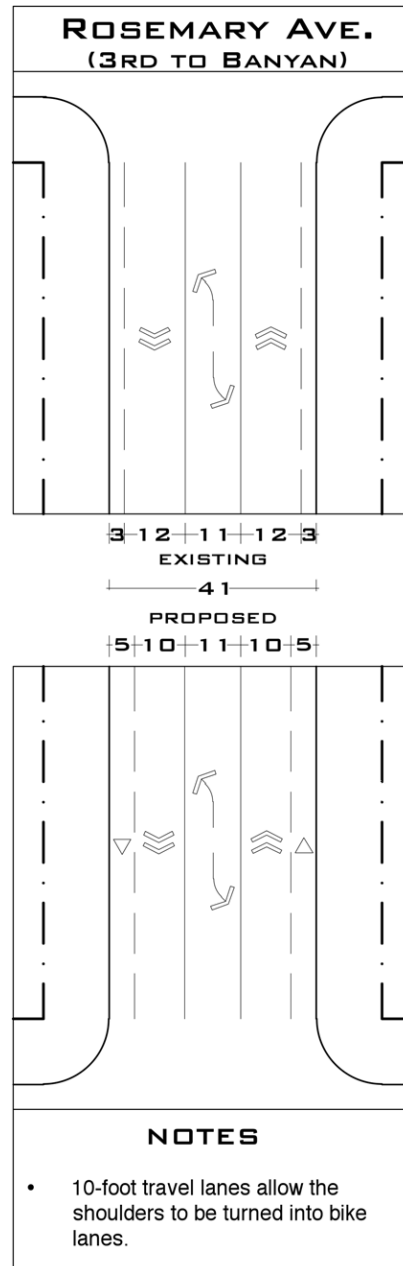 ROSEMARY AVE.
(3RD TO BANYAN)
3 12 11 12 3
EXISTING
41
PROPOSED
5 10 11 10 5
NOTES
• 10-foot travel lanes allow the
shoulders to be turned into bike
lanes.